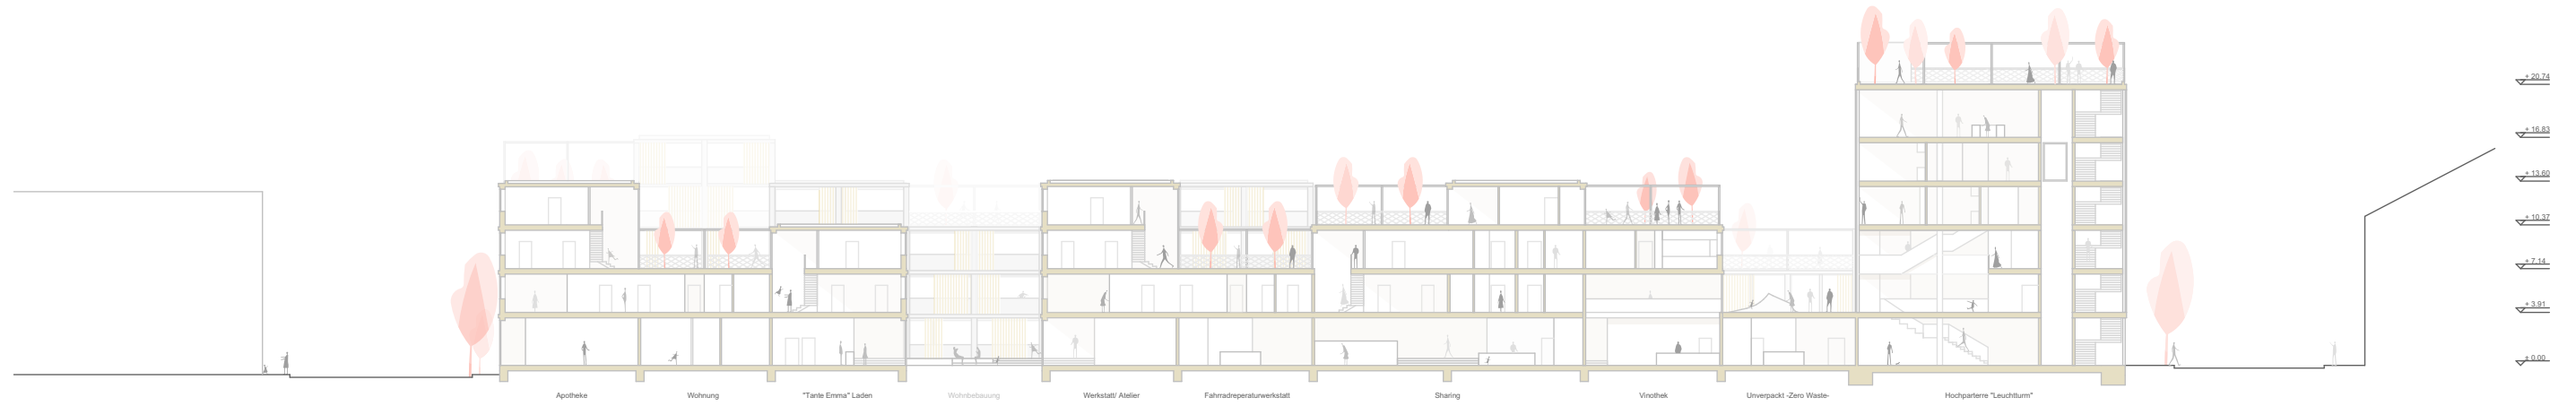 + 20.74
+ 16.83
+ 13.60
+ 10.37
+ 7.14
+ 3.91
± 0.00
Apotheke
Wohnung
"Tante Emma" Laden
Wohnbebauung
Werkstatt/ Atelier
Fahrradreperaturwerkstatt
Sharing
Vinothek
Unverpackt -Zero Waste-
Hochparterre "Leuchtturm"